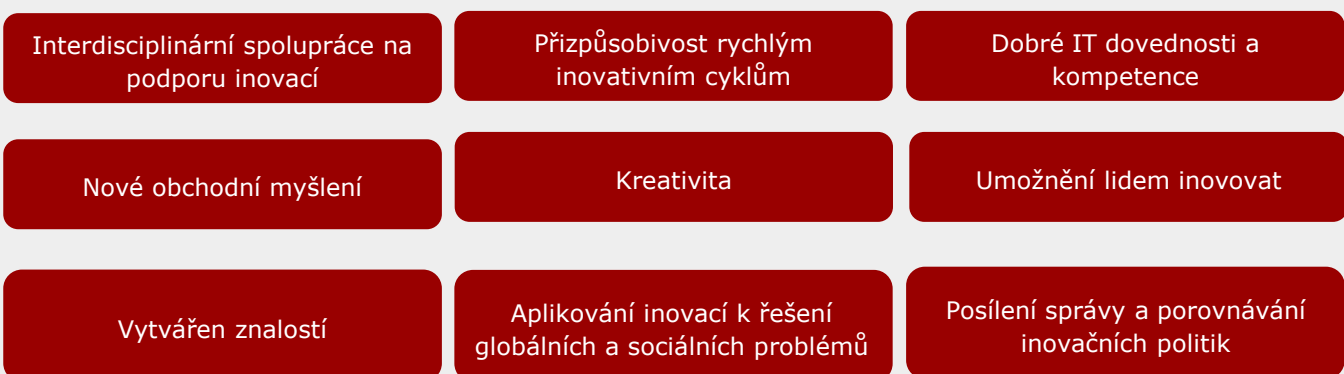 Interdisciplinární spolupráce na
podporu inovací
Přizpůsobivost rychlým
inovativním cyklům
Dobré IT dovednosti a
kompetence
Nové obchodní myšlení
Kreativita
Umožnění lidem inovovat
Vytvářen znalostí
Aplikování inovací k řešení
globálních a sociálních problémů
Posílení správy a porovnávání
inovačních politik